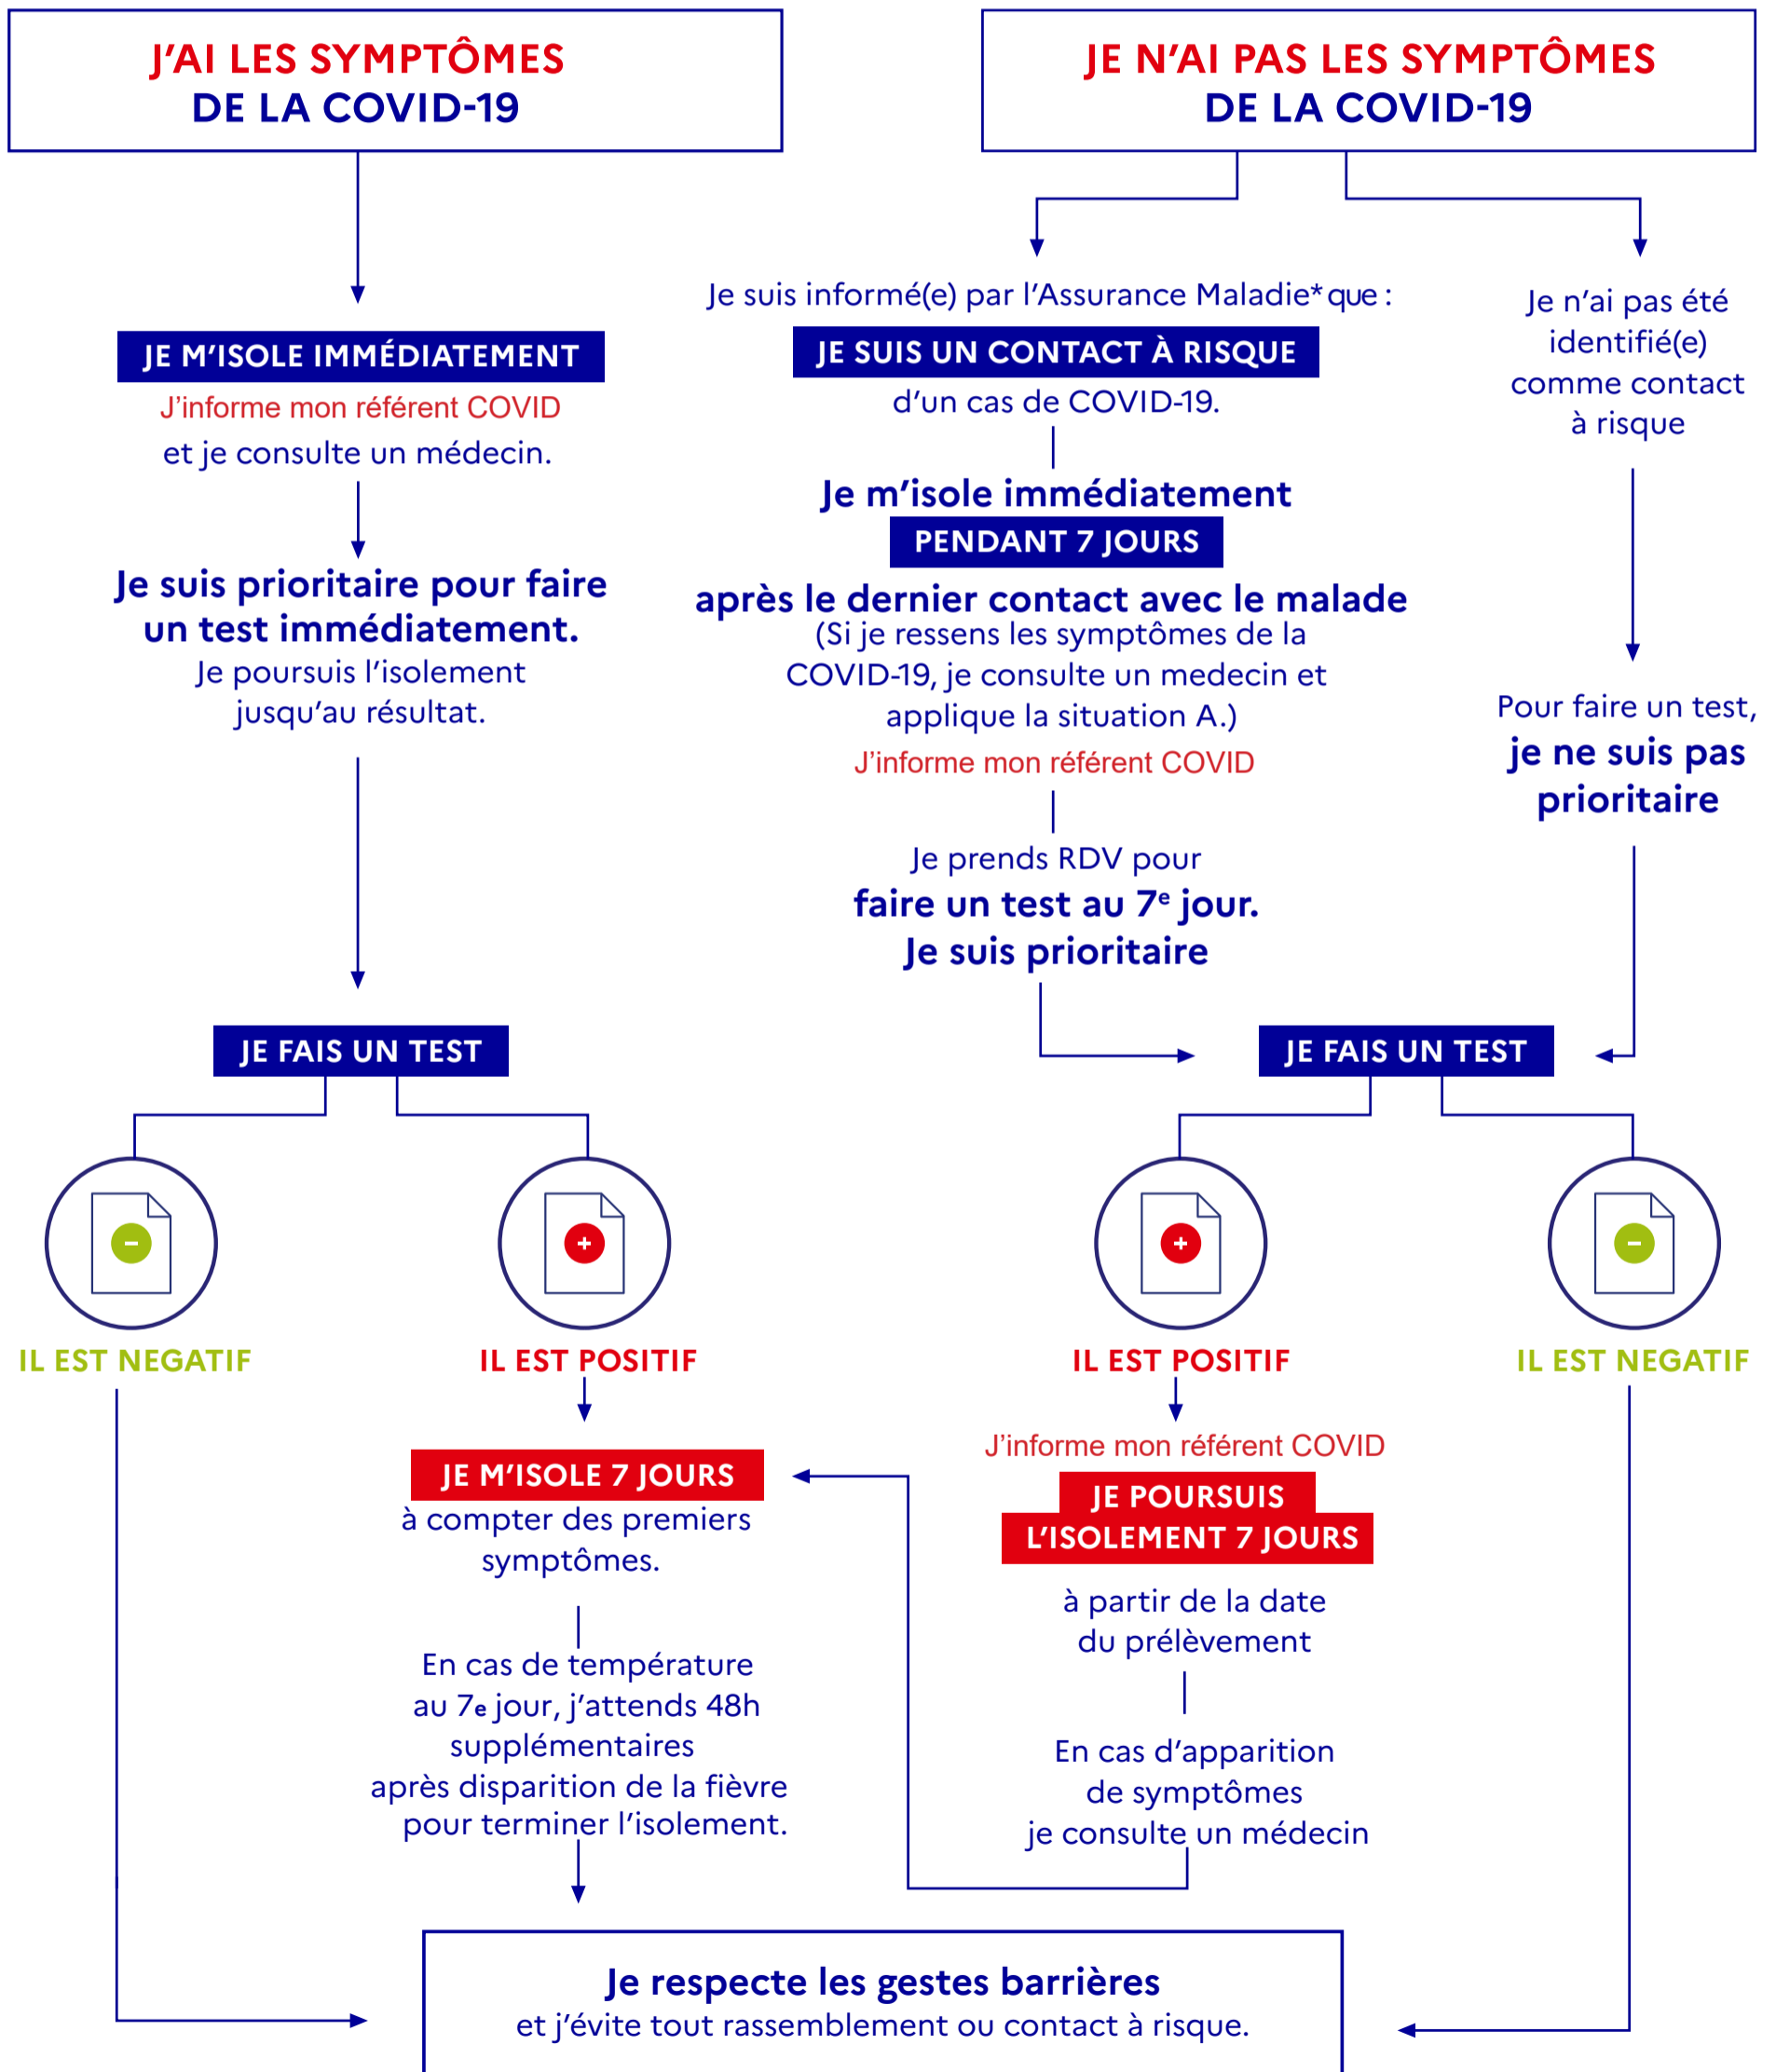 J'AI LES SYMPTÔMES
DE LA COVID-19
JE M'ISOLE IMMÉDIATEMENT
J'informe mon référent COVID
et je consulte un médecin.
Je suis prioritaire pour faire
un test immédiatement.
Je poursuis l'isolement
jusqu'au résultat.
JE FAIS UN TEST
IL EST NEGATIF
IL EST POSITIF
JE M'ISOLE 7 JOURS
à compter des premiers
symptômes.
En cas de température
au 7e jour, j'attends 48h
supplémentaires
après disparition de la fièvre
pour terminer l'isolement.
JE N'AI PAS LES SYMPTÔMES
DE LA COVID-19
Je suis informé(e) par l'Assurance Maladie* que :
JE SUIS UN CONTACT À RISQUE
d'un cas de COVID-19.
Je m'isole immédiatement
PENDANT 7 JOURS
après le dernier contact avec le malade
(Si je ressens les symptômes de la
COVID-19, je consulte un medecin et
applique la situation A.)
J'informe mon référent COVID
Je prends RDV pour
faire un test au 7e jour.
Je suis prioritaire
Je n'ai pas été
identifié(e)
comme contact
à risque
Pour faire un test,
je ne suis pas
prioritaire
JE FAIS UN TEST
IL EST POSITIF
J'informe mon référent COVID
JE POURSUIS
L'ISOLEMENT 7 JOURS
à partir de la date
du prélèvement
En cas d'apparition
de symptômes
je consulte un médecin
IL EST NEGATIF
Je respecte les gestes barrières
et j'évite tout rassemblement ou contact à risque.